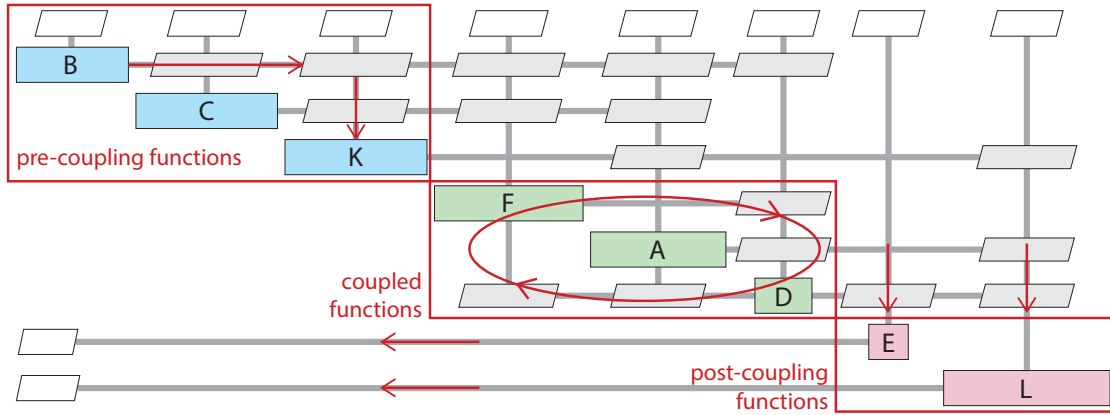 B
C
K
pre-coupling functions
F
A
D
coupled
functions
E
L
post-coupling
functions